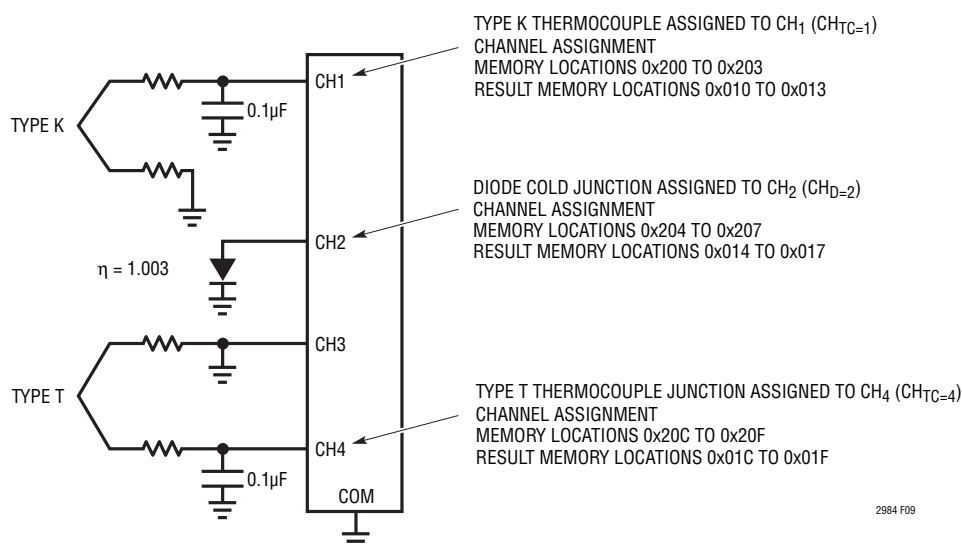 TYPE K THERMOCOUPLE ASSIGNED TO CH1 (CHTC=1)
CHANNEL ASSIGNMENT
MEMORY LOCATIONS 0x200 TO 0x203
RESULT MEMORY LOCATIONS 0x010 TO 0x013
CH1
0.1µF
TYPE K
DIODE COLD JUNCTION ASSIGNED TO CH2 (CHD=2)
CHANNEL ASSIGNMENT
MEMORY LOCATIONS 0x204 TO 0x207
RESULT MEMORY LOCATIONS 0x014 TO 0x017
CH2
η = 1.003
CH3
TYPE T
TYPE T THERMOCOUPLE JUNCTION ASSIGNED TO CH4 (CHTC=4)
CHANNEL ASSIGNMENT
MEMORY LOCATIONS 0x20C TO 0x20F
RESULT MEMORY LOCATIONS 0x01C TO 0x01F
CH4
0.1µF
COM
2984 F09